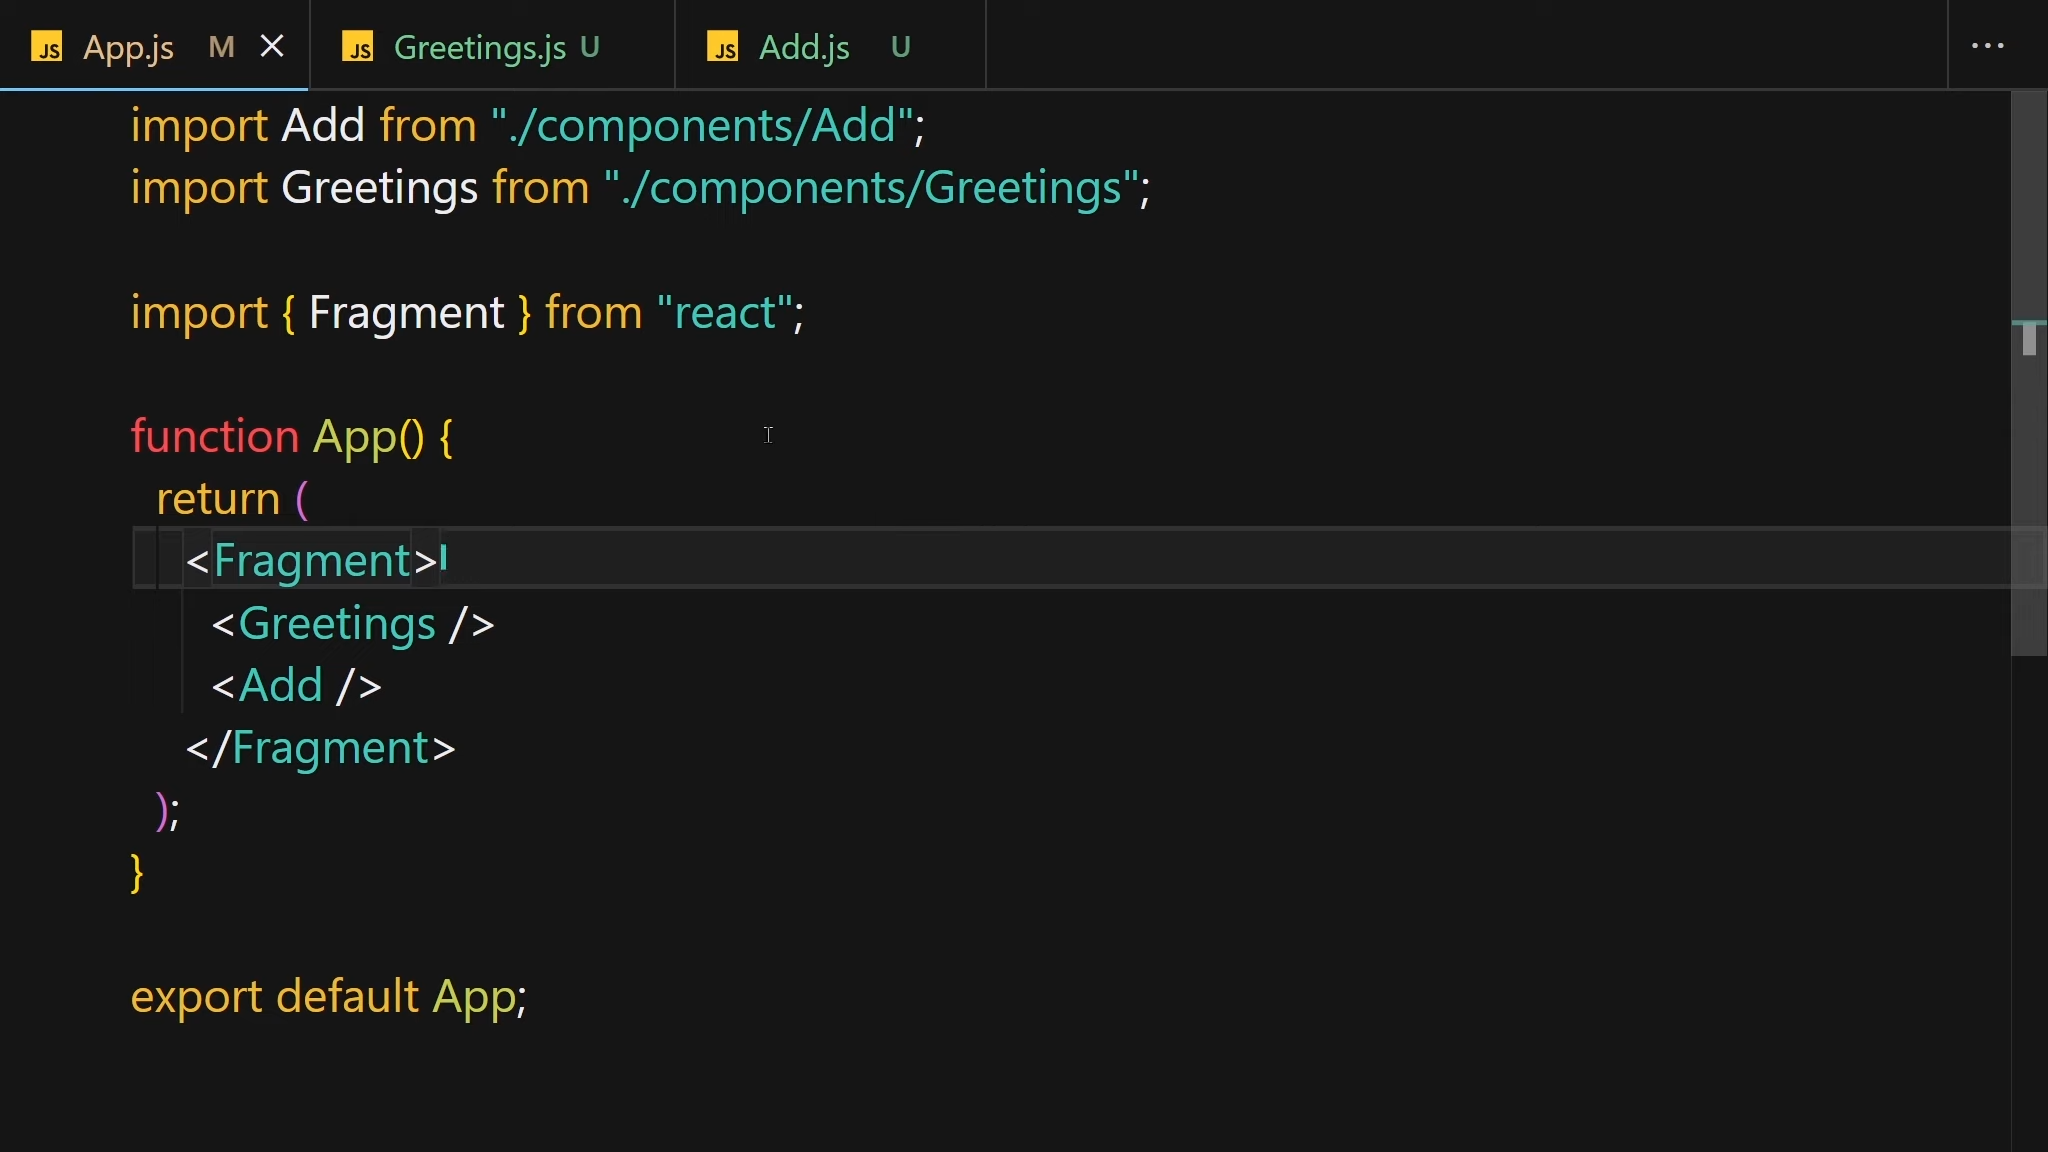 JS App.js M
JS Greetings.js U
JS Add.js U
import Add from "./components/Add";
import Greetings from "./components/Greetings";
import { Fragment } from "react";
function App() {
return (
<Fragment>
<Greetings />
<Add />
</Fragment>
);
}
export default App;